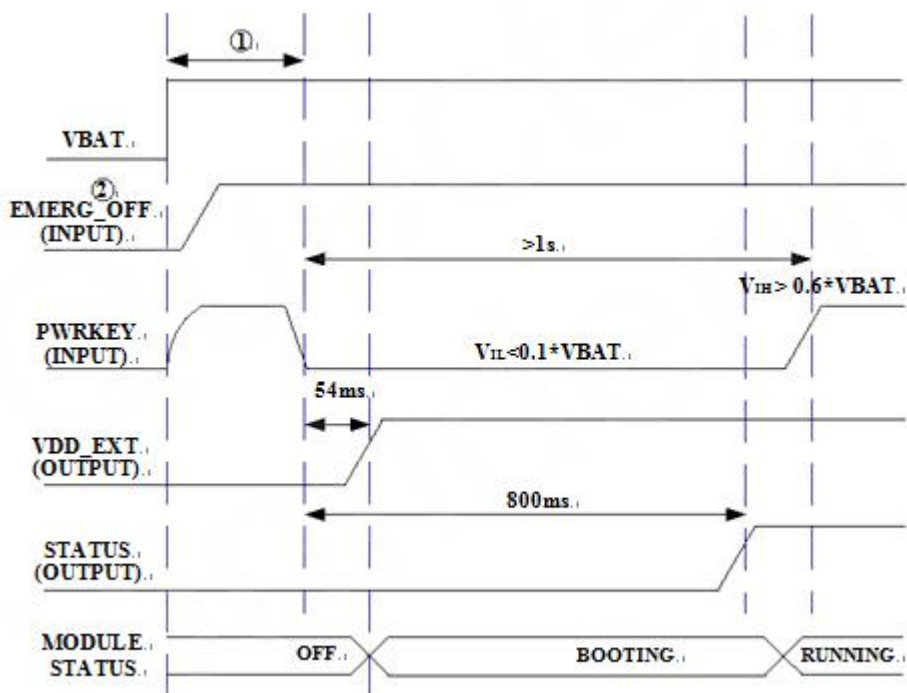 ①
VBAT
②
EMERG_OFF
(INPUT)
>1s
VIH > 0.6*VBAT
PWRKEY
(INPUT)
VIL<0.1*VBAT
54ms
VDD_EXT
(OUTPUT)
800ms
STATUS
(OUTPUT)
MODULE
STATUS
OFF
BOOTING
RUNNING